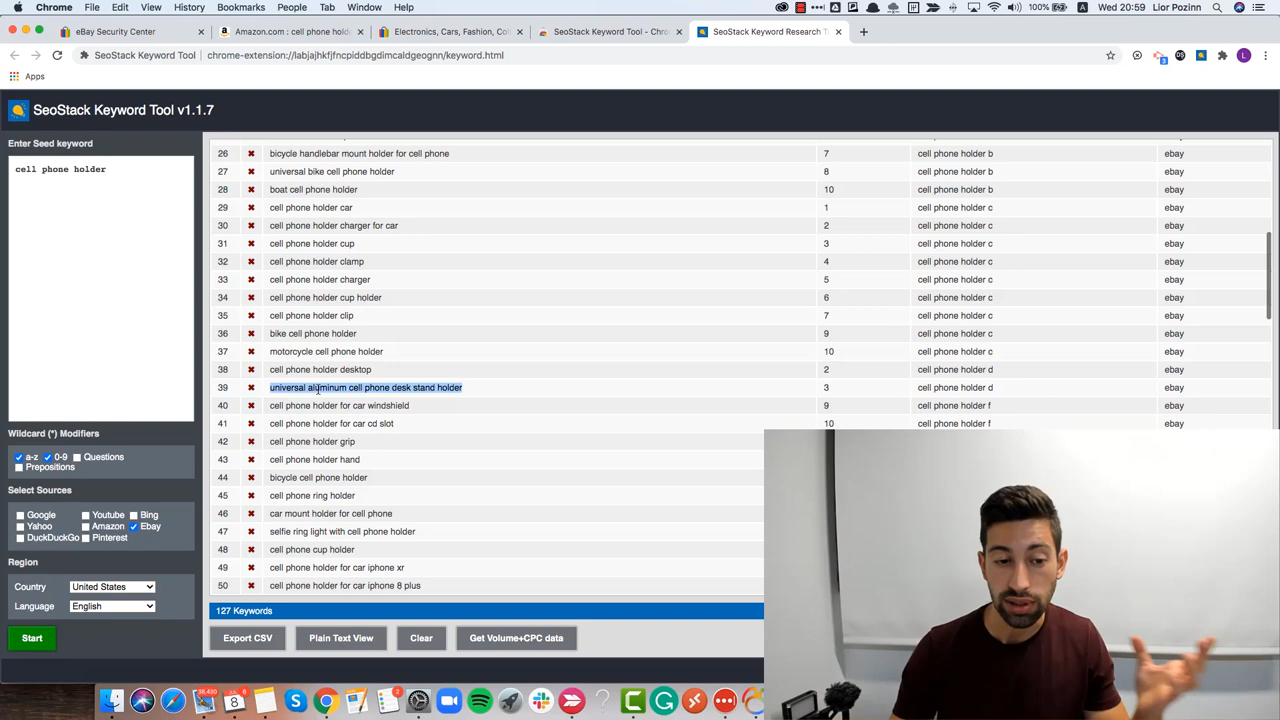 Chrome File Edit View History Bookmarks People Tab Window Help 100% A Wed 20:59 Lior Pozinn
eBay Security Center
Amazon.com : cell phone hold
Electronics, Cars, Fashion, Col
SeoStack Keyword Tool - Chro
SeoStack Keyword Research T
SeoStack Keyword Tool chrome-extension://labjajhkfjfncpiddbgdimcaldgeognn/keyword.html
Apps
SeoStack Keyword Tool v1.1.7
Enter Seed keyword
cell phone holder
Wildcard (*) Modifiers
a-z 0-9 Questions
Prepositions
Select Sources
Google Youtube Bing
Yahoo Amazon Ebay
DuckDuckGo Pinterest
Region
Country United States
Language English
Start
26 bicycle handlebar mount holder for cell phone 7 cell phone holder b ebay
27 universal bike cell phone holder 8 cell phone holder b ebay
28 boat cell phone holder 10 cell phone holder b ebay
29 cell phone holder car 1 cell phone holder c ebay
30 cell phone holder charger for car 2 cell phone holder c ebay
31 cell phone holder cup 3 cell phone holder c ebay
32 cell phone holder clamp 4 cell phone holder c ebay
33 cell phone holder charger 5 cell phone holder c ebay
34 cell phone holder cup holder 6 cell phone holder c ebay
35 cell phone holder clip 7 cell phone holder c ebay
36 bike cell phone holder 9 cell phone holder c ebay
37 motorcycle cell phone holder 10 cell phone holder c ebay
38 cell phone holder desktop 2 cell phone holder d ebay
39 universal aluminum cell phone desk stand holder 3 cell phone holder d ebay
40 cell phone holder for car windshield 9 cell phone holder f ebay
41 cell phone holder for car cd slot 10 cell phone holder f ebay
42 cell phone holder grip
43 cell phone holder hand
44 bicycle cell phone holder
45 cell phone ring holder
46 car mount holder for cell phone
47 selfie ring light with cell phone holder
48 cell phone cup holder
49 cell phone holder for car iphone xr
50 cell phone holder for car iphone 8 plus
127 Keywords
Export CSV Plain Text View Clear Get Volume+CPC data